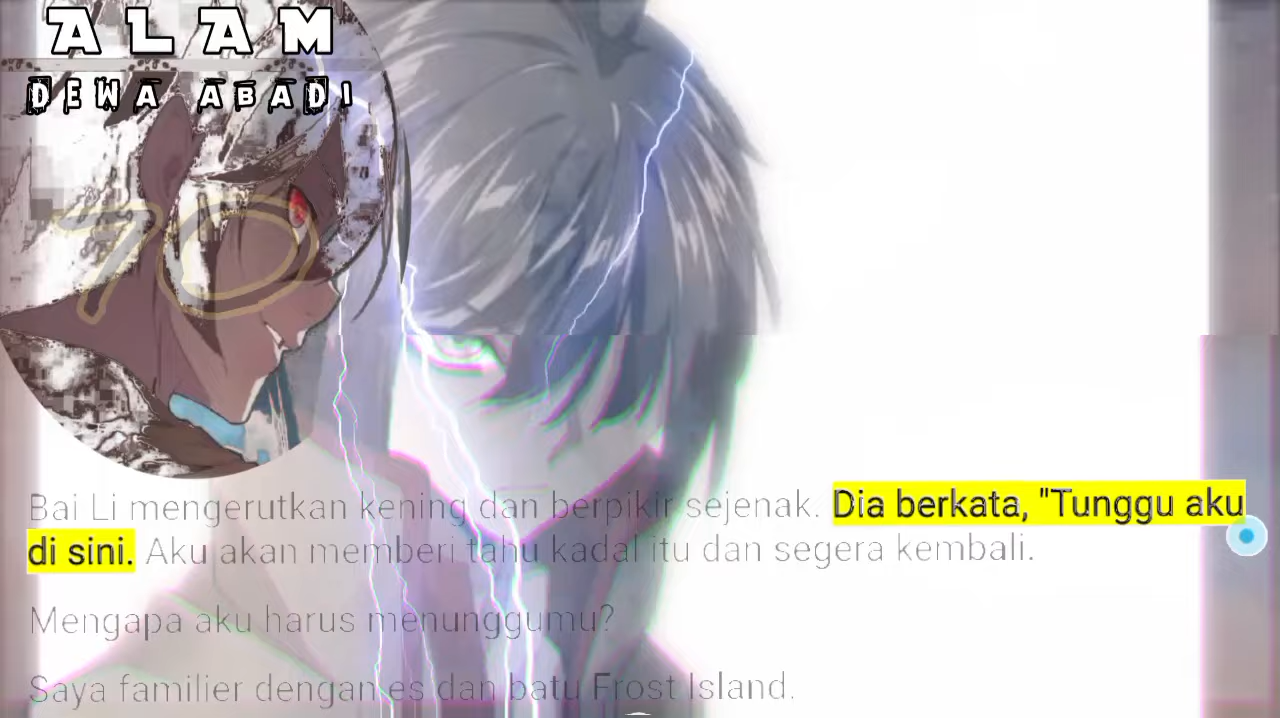 ALAM
DEWA ABADI
70
Bai Li mengerutkan kening dan berpikir sejenak. Dia berkata, "Tunggu aku
di sini. Aku akan memberi tahu kadal itu dan segera kembali.
Mengapa aku harus menunggumu?
Saya familier dengan es dan batu Frost Island.